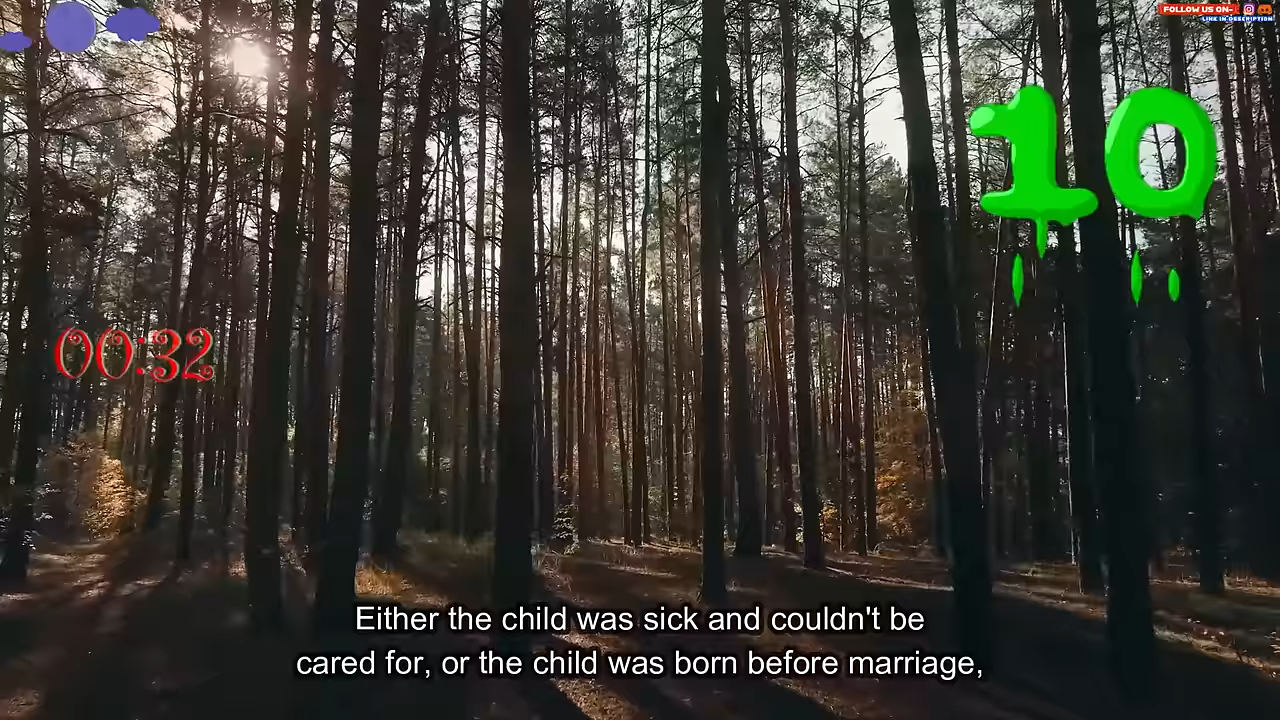 FOLLOW US ON-
LINK IN DESCRIPTION
10
00:32
Either the child was sick and couldn't be
cared for, or the child was born before marriage,